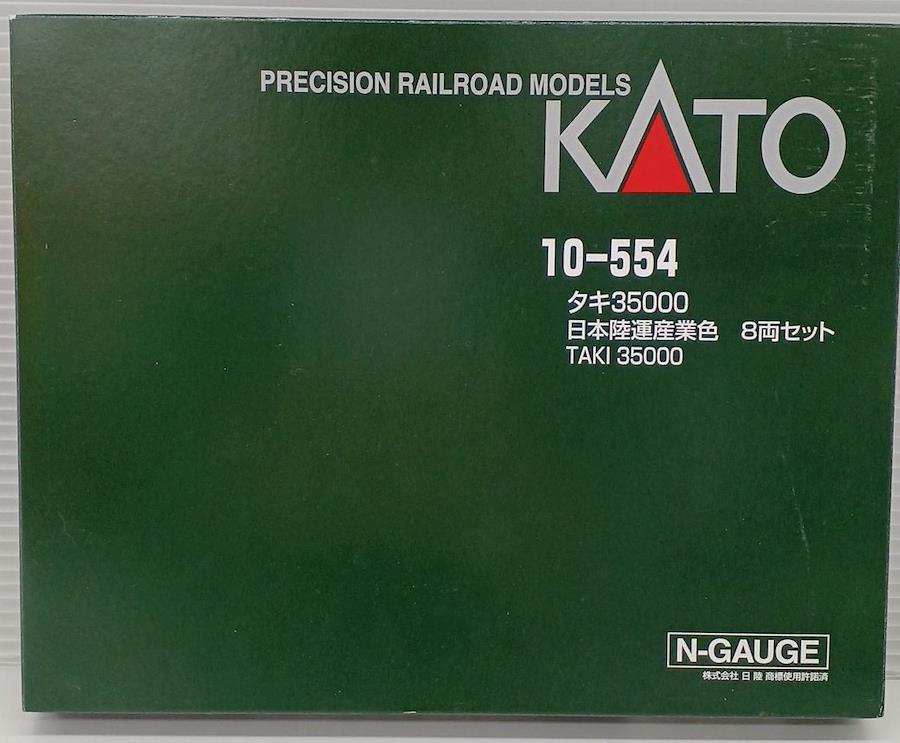 PRECISION RAILROAD MODELS
KATO
10-554
タキ35000
日本陸運産業色　8両セット
TAKI 35000
N-GAUGE
株式会社 日 陸 商標使用許諾済